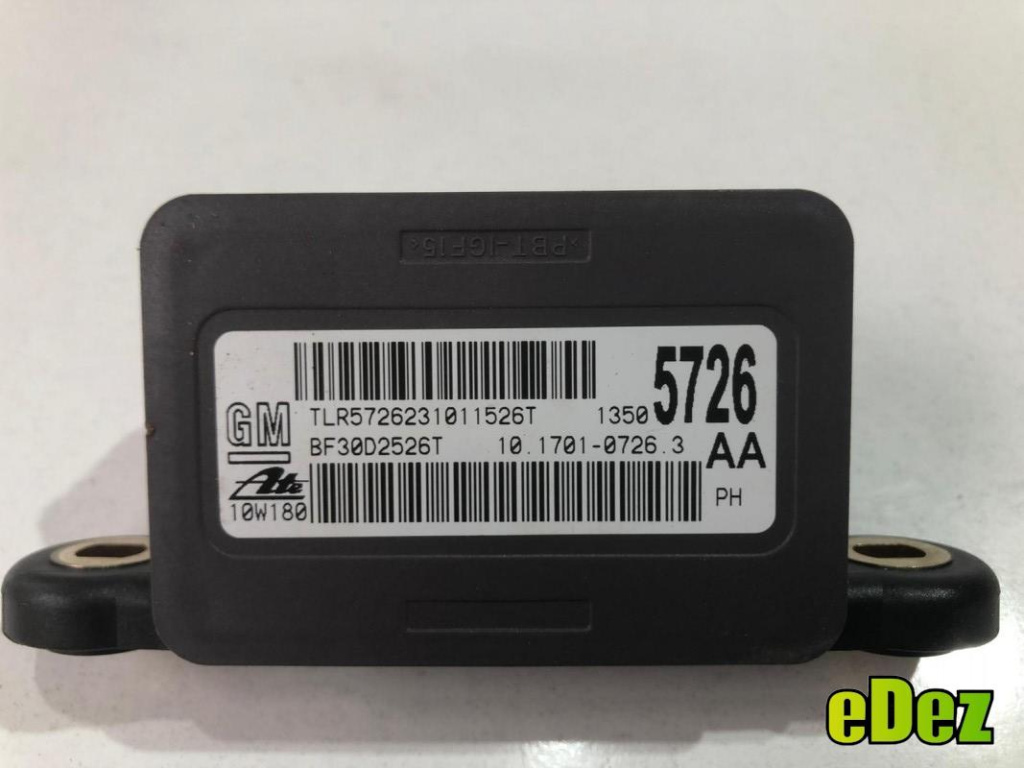 >PBT-IGF15<
TLR5726231011526T 1350 5726
GM
BF30D2526T 10.1701-0726.3 AA
Ate
10W180 PH
eDez